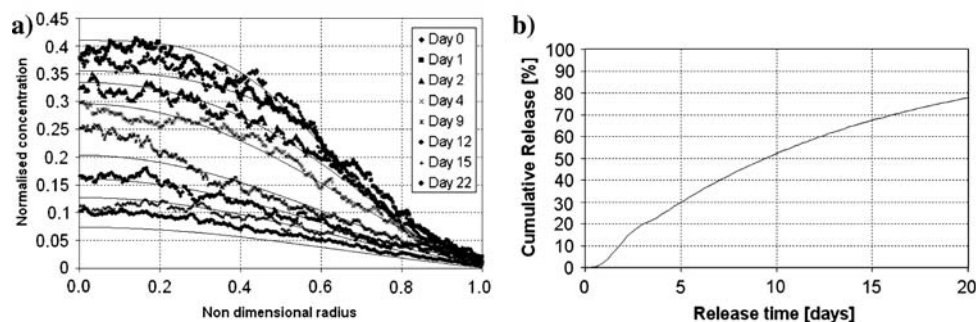 a)
Normalised concentration
0.45
0.4
0.35
0.3
0.25
0.2
0.15
0.1
0.05
0
0.0
0.2
0.4
0.6
0.8
1.0
Non dimensional radius
Day 0
Day 1
Day 2
Day 4
Day 9
Day 12
Day 15
Day 22
b)
Cumulative Release [%]
100
90
80
70
60
50
40
30
20
10
0
0
5
10
15
20
Release time [days]